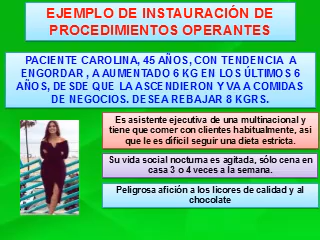 EJEMPLO DE INSTAURACIÓN DE
PROCEDIMIENTOS OPERANTES
PACIENTE CAROLINA, 45 AÑOS, CON TENDENCIA A
ENGORDAR , A AUMENTADO 6 KG EN LOS ÚLTIMOS 6
AÑOS, DESDE QUE LA ASCENDIERON Y VA A COMIDAS
DE NEGOCIOS. DESEA REBAJAR 8 KGRS.
Es asistente ejecutiva de una multinacional y
tiene que comer con clientes habitualmente, asi
que le es difícil seguir una dieta estricta.
Su vida social nocturna es agitada, sólo cena en
casa 3 o 4 veces a la semana.
Peligrosa afición a los licores de calidad y al
chocolate